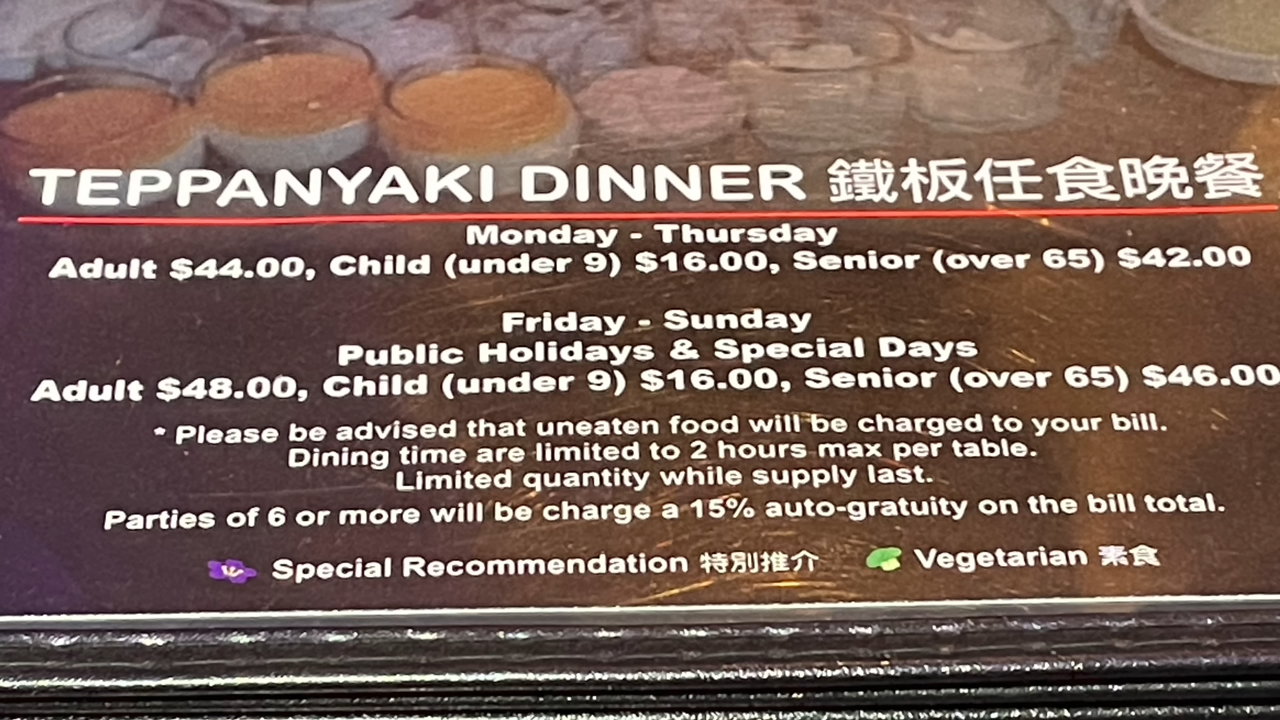 TEPPANYAKI DINNER 鐵板任食晚餐
Monday - Thursday
Adult $44.00, Child (under 9) $16.00, Senior (over 65) $42.00
Friday - Sunday
Public Holidays & Special Days
Adult $48.00, Child (under 9) $16.00, Senior (over 65) $46.00
* Please be advised that uneaten food will be charged to your bill.
Dining time are limited to 2 hours max per table.
Limited quantity while supply last.
Parties of 6 or more will be charge a 15% auto-gratuity on the bill total.
Special Recommendation 特別推介 Vegetarian 素食